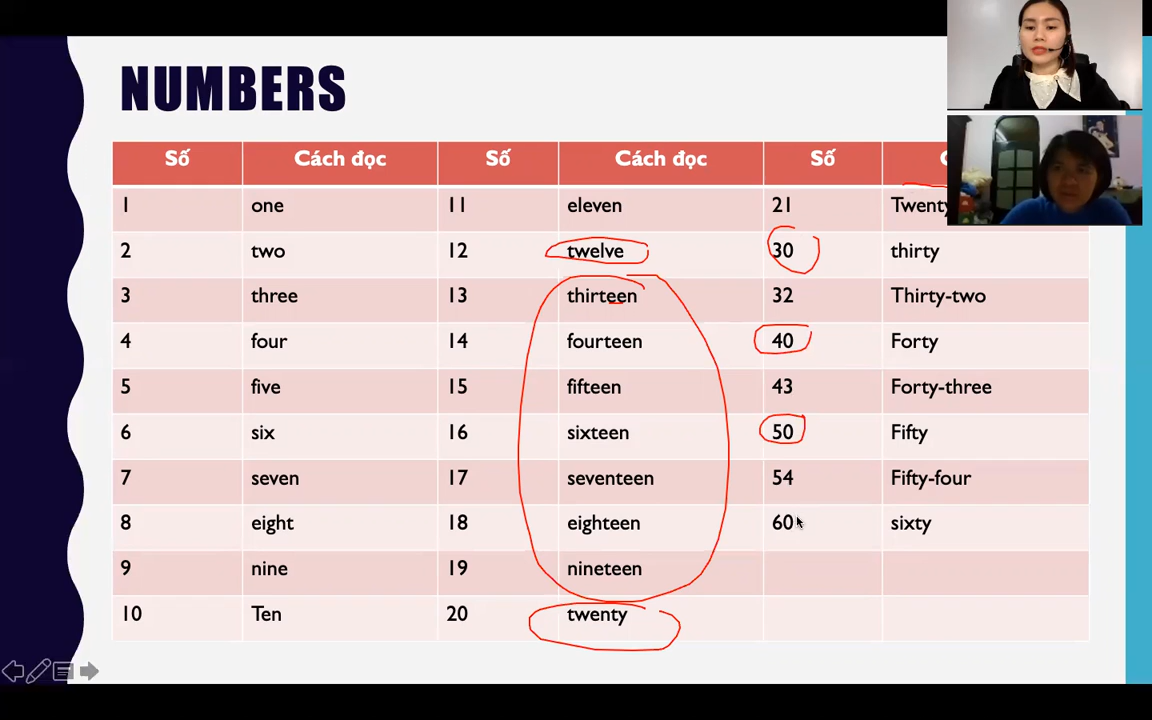 NUMBERS
Số Cách đọc Số Cách đọc Số
1 one 11 eleven 21 Twenty
2 two 12 twelve 30 thirty
3 three 13 thirteen 32 Thirty-two
4 four 14 fourteen 40 Forty
5 five 15 fifteen 43 Forty-three
6 six 16 sixteen 50 Fifty
7 seven 17 seventeen 54 Fifty-four
8 eight 18 eighteen 60 sixty
9 nine 19 nineteen
10 Ten 20 twenty